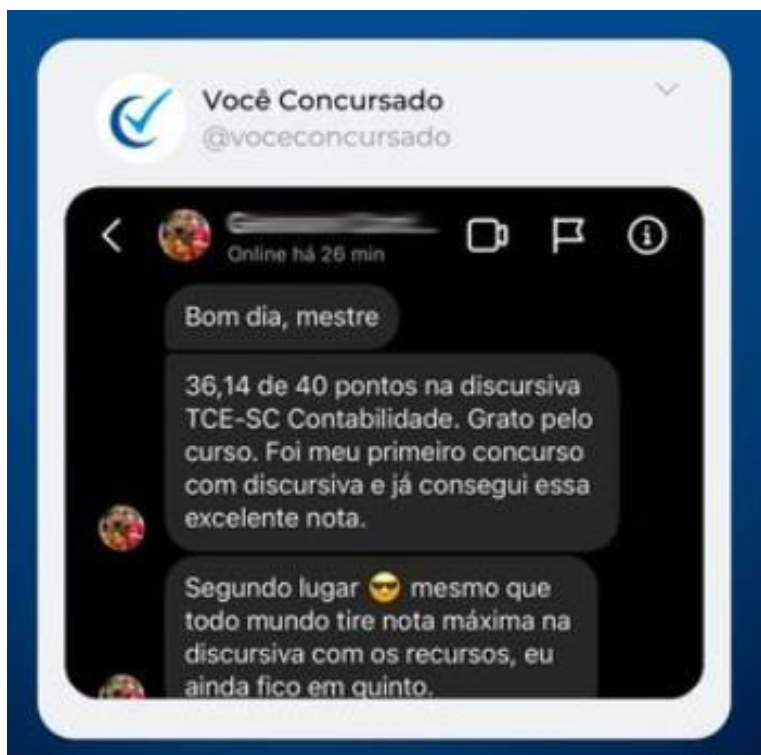 Você Concursado
@voceconcursado
Online há 26 min
Bom dia, mestre
36,14 de 40 pontos na discursiva
TCE-SC Contabilidade. Grato pelo
curso. Foi meu primeiro concurso
com discursiva e já consegui essa
excelente nota.
Segundo lugar 😎 mesmo que
todo mundo tire nota máxima na
discursiva com os recursos, eu
ainda fico em quinto.